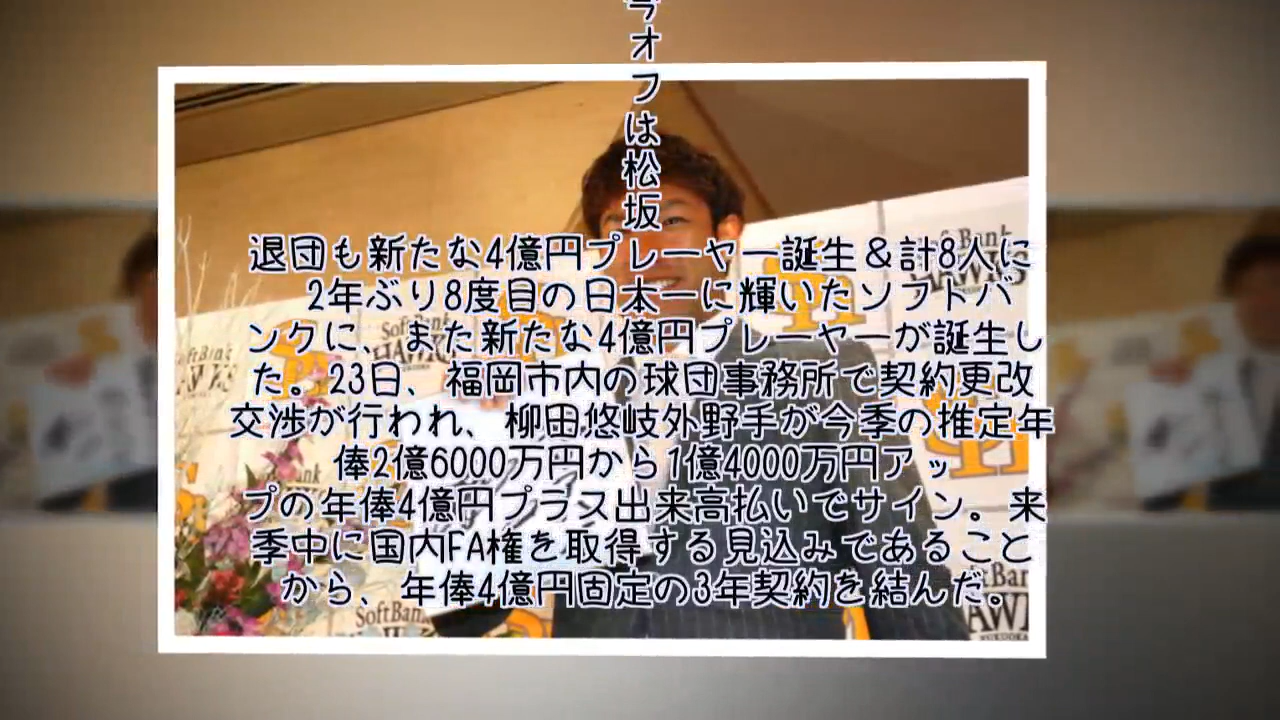 今オフは松坂
退団も新たな4億円プレーヤー誕生＆計8人に
2年ぶり8度目の日本一に輝いたソフトバ
ンクに、また新たな4億円プレーヤーが誕生し
た。23日、福岡市内の球団事務所で契約更改
交渉が行われ、柳田悠岐外野手が今季の推定年
俸2億6000万円から1億4000万円アッ
プの年俸4億円プラス出来高払いでサイン。来
季中に国内FA権を取得する見込みであること
から、年俸4億円固定の3年契約を結んだ。
SoftBank
HAWKS
SoftBank
HAWKS
SoftBank